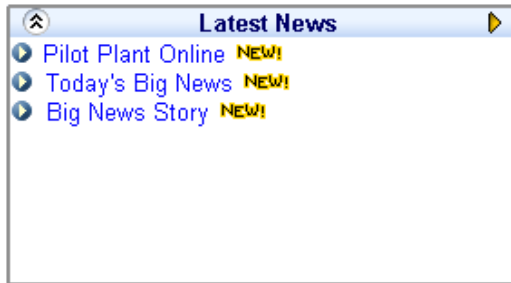 Latest News
Pilot Plant Online NEW!
Today's Big News NEW!
Big News Story NEW!